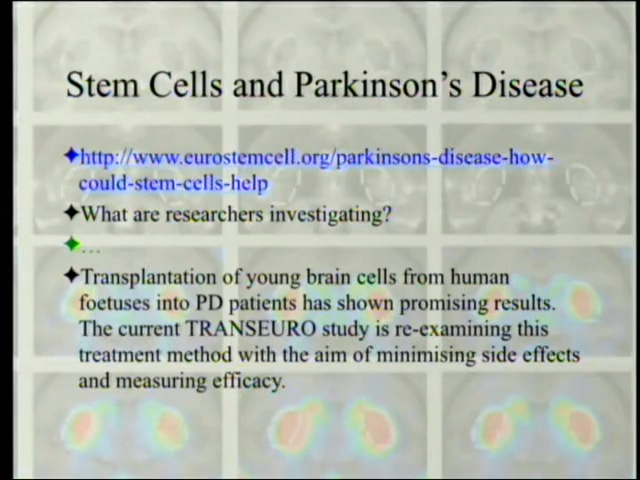 Stem Cells and Parkinson's Disease
✦http://www.eurostemcell.org/parkinsons-disease-how-
could-stem-cells-help
✦What are researchers investigating?
✦…
✦Transplantation of young brain cells from human
foetuses into PD patients has shown promising results.
The current TRANSEURO study is re-examining this
treatment method with the aim of minimising side effects
and measuring efficacy.